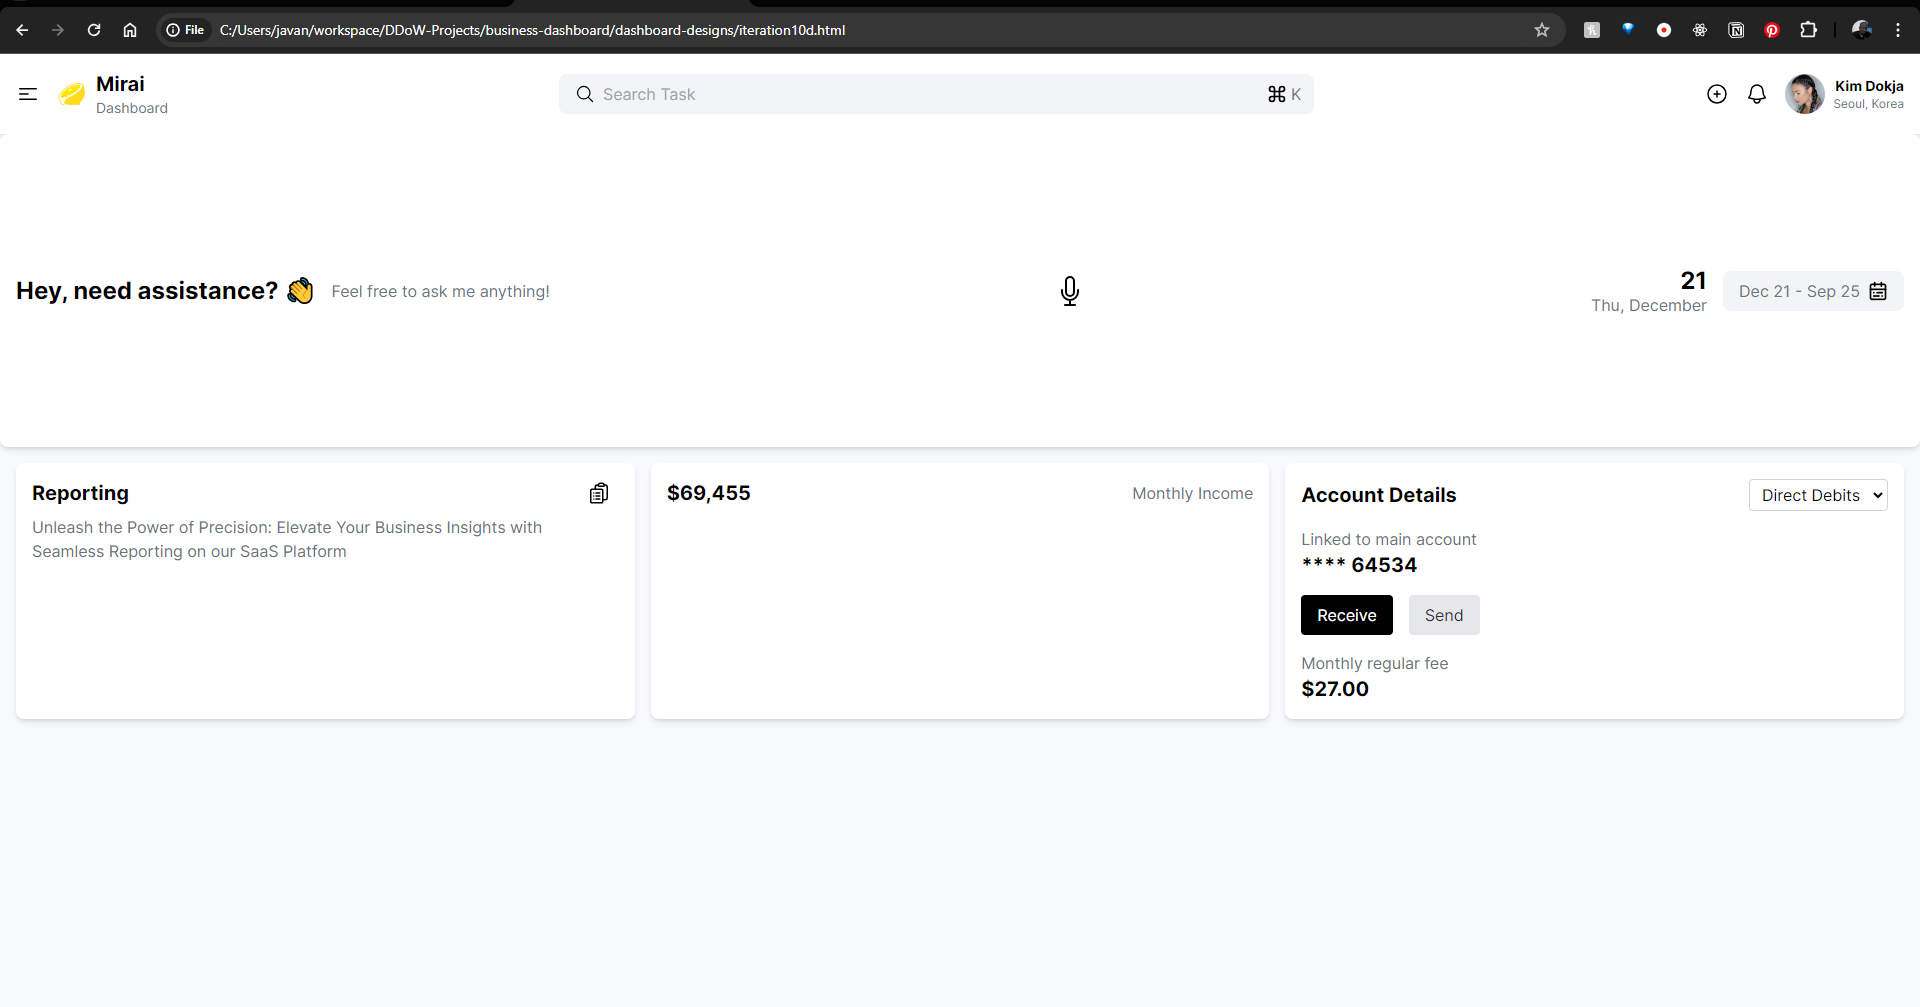 File C:/Users/javan/workspace/DDoW-Projects/business-dashboard/dashboard-designs/iteration10d.html
Mirai
Dashboard
Search Task
⌘ K
Kim Dokja
Seoul, Korea
Hey, need assistance? 👋
Feel free to ask me anything!
21
Thu, December
Dec 21 - Sep 25
Reporting
Unleash the Power of Precision: Elevate Your Business Insights with
Seamless Reporting on our SaaS Platform
$69,455
Monthly Income
Account Details
Direct Debits
Linked to main account
**** 64534
Receive
Send
Monthly regular fee
$27.00